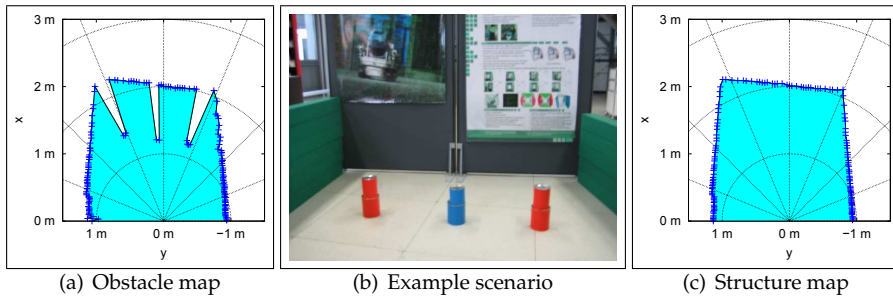 3 m
2 m
1 m
0 m
x
1 m
0 m
−1 m
y
(a) Obstacle map
(b) Example scenario
3 m
2 m
1 m
0 m
x
1 m
0 m
−1 m
y
(c) Structure map